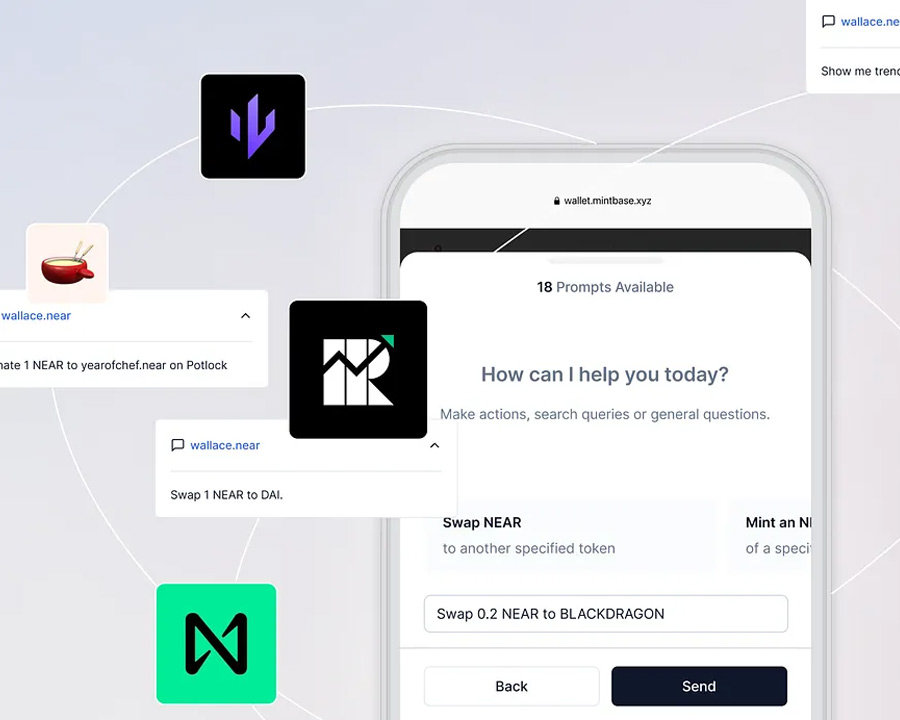 wallace.ne
Show me trend
wallet.mintbase.xyz
18 Prompts Available
wallace.near
nate 1 NEAR to yearofchef.near on Potlock
How can I help you today?
Make actions, search queries or general questions.
wallace.near
Swap 1 NEAR to DAI.
Swap NEAR
to another specified token
Mint an N
of a speci
Swap 0.2 NEAR to BLACKDRAGON
Back
Send